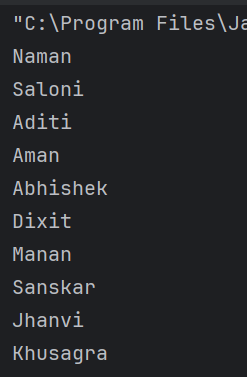 "C:\Program Files\Ja
Naman
Saloni
Aditi
Aman
Abhishek
Dixit
Manan
Sanskar
Jhanvi
Khusagra